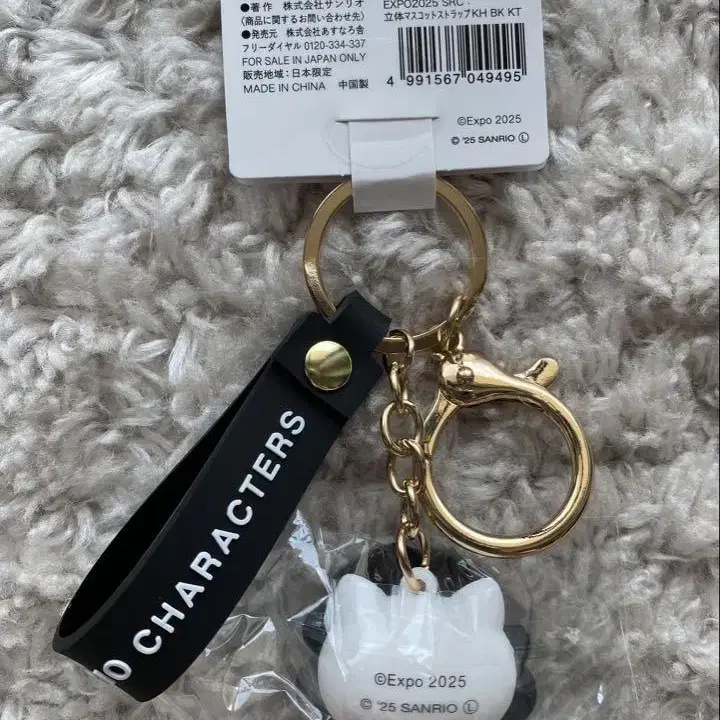 ●著作 株式会社サンリオ
(商品に関するお問い合わせ先)
●発売元 株式会社あすなろ舎
フリーダイヤル 0120-334-337
FOR SALE IN JAPAN ONLY
販売地域:日本限定
MADE IN CHINA 中国製
EXPO2025 SRC
立体マスコットストラップKH BK KT
4 991567 049495
©Expo 2025
© '25 SANRIO Ⓛ
IO CHARACTERS
©Expo 2025
© '25 SANRIO Ⓛ